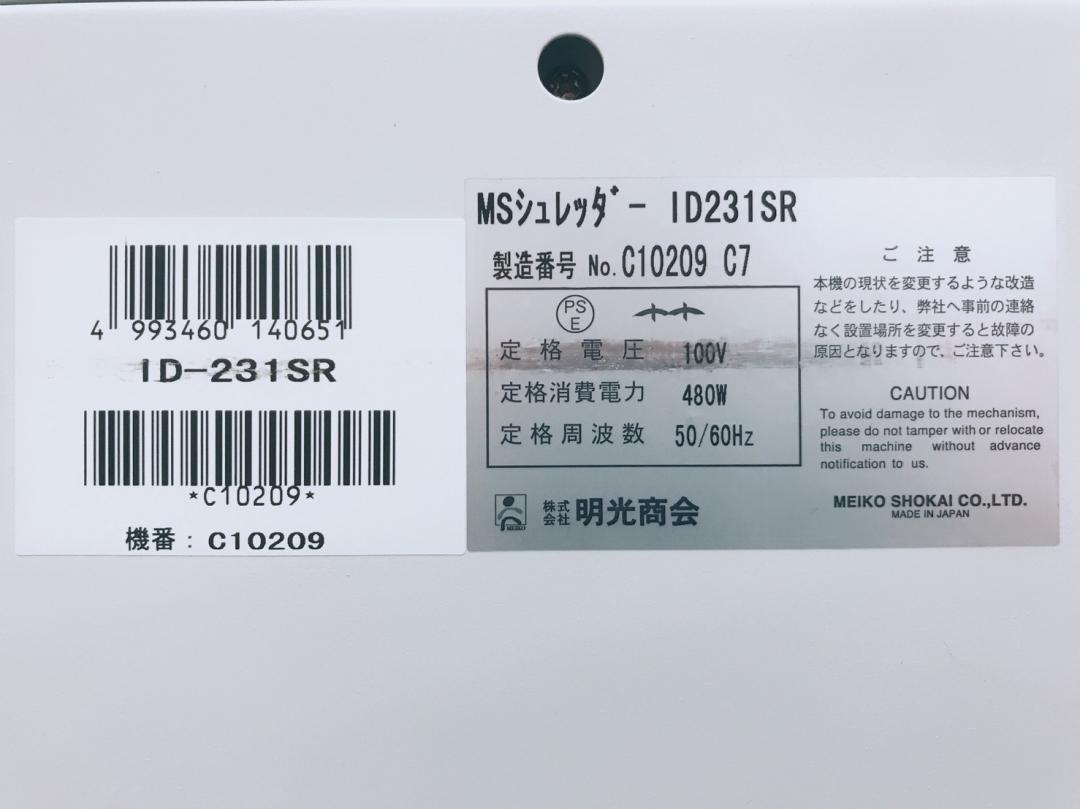 4 993460 140651
ID-231SR
*C10209*
機番：C10209
MSシュレッダー ID231SR
製造番号 No.C10209 C7
PS
E
定格電圧 100V
定格消費電力 480W
定格周波数 50/60Hz
MEIKO
株式
会社
明光商会
ご注意
本機の現状を変更するような改造
などをしたり、弊社へ事前の連絡
なく設置場所を変更すると故障の
原因となりますので、ご注意下さい。
CAUTION
To avoid damage to the mechanism,
please do not tamper with or relocate
this machine without advance
notification to us.
MEIKO SHOKAI CO.,LTD.
MADE IN JAPAN